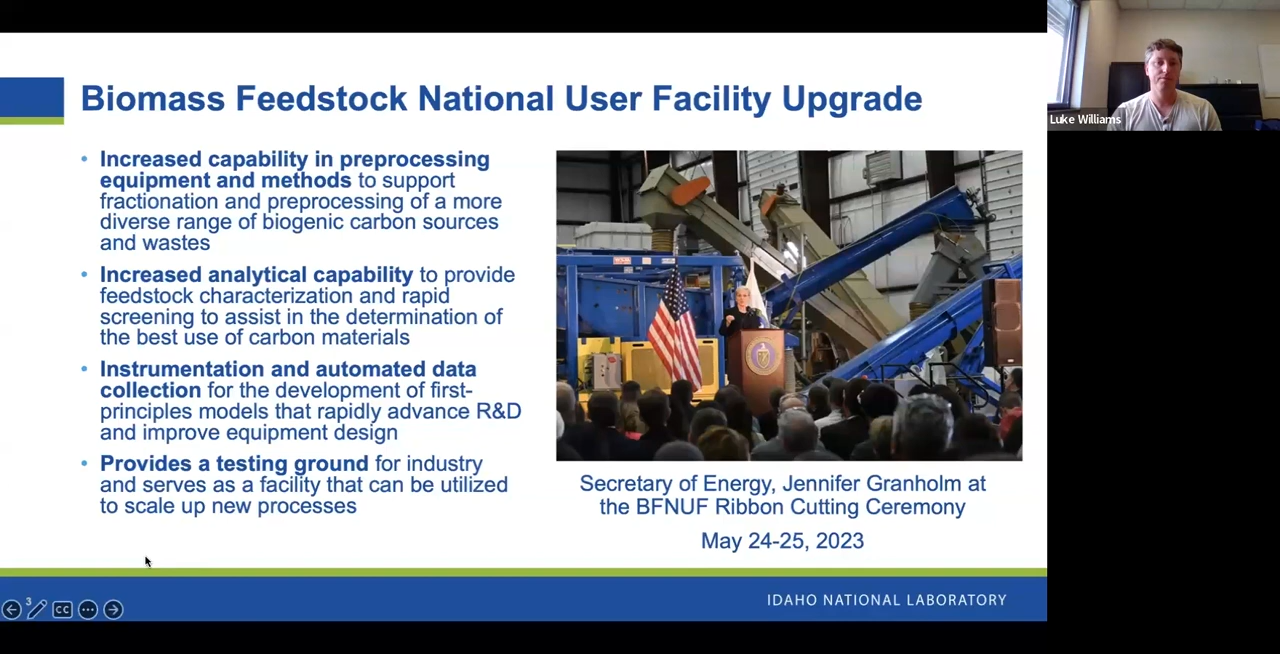 Biomass Feedstock National User Facility Upgrade
Luke Williams
• Increased capability in preprocessing
equipment and methods to support
fractionation and preprocessing of a more
diverse range of biogenic carbon sources
and wastes
• Increased analytical capability to provide
feedstock characterization and rapid
screening to assist in the determination of
the best use of carbon materials
• Instrumentation and automated data
collection for the development of first-
principles models that rapidly advance R&D
and improve equipment design
• Provides a testing ground for industry
and serves as a facility that can be utilized
to scale up new processes
Secretary of Energy, Jennifer Granholm at
the BFNUF Ribbon Cutting Ceremony
May 24-25, 2023
3
CC
IDAHO NATIONAL LABORATORY